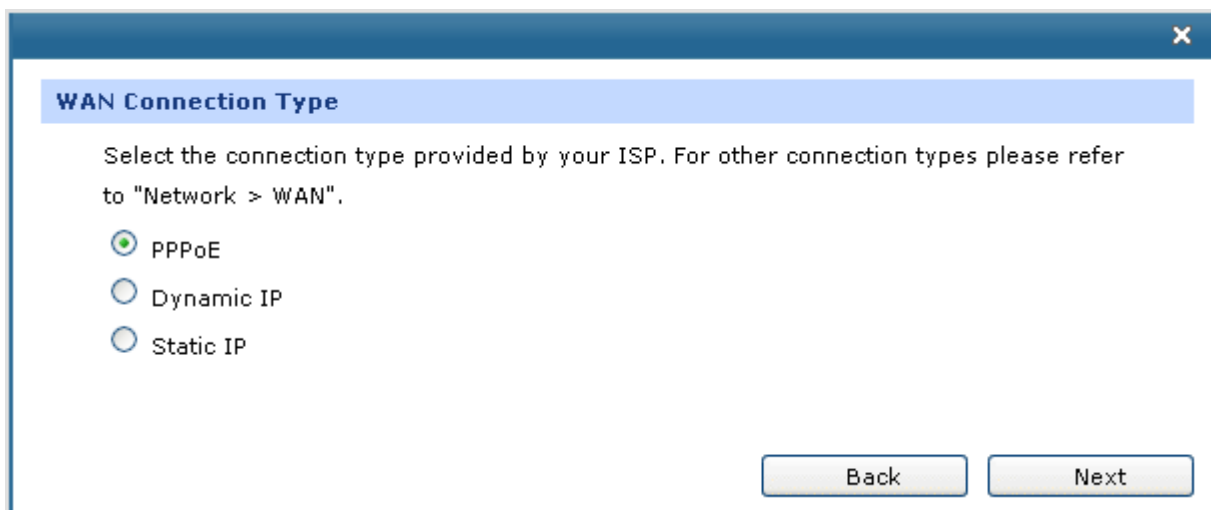 WAN Connection Type
Select the connection type provided by your ISP. For other connection types please refer
to "Network > WAN".
PPPoE
Dynamic IP
Static IP
Back
Next